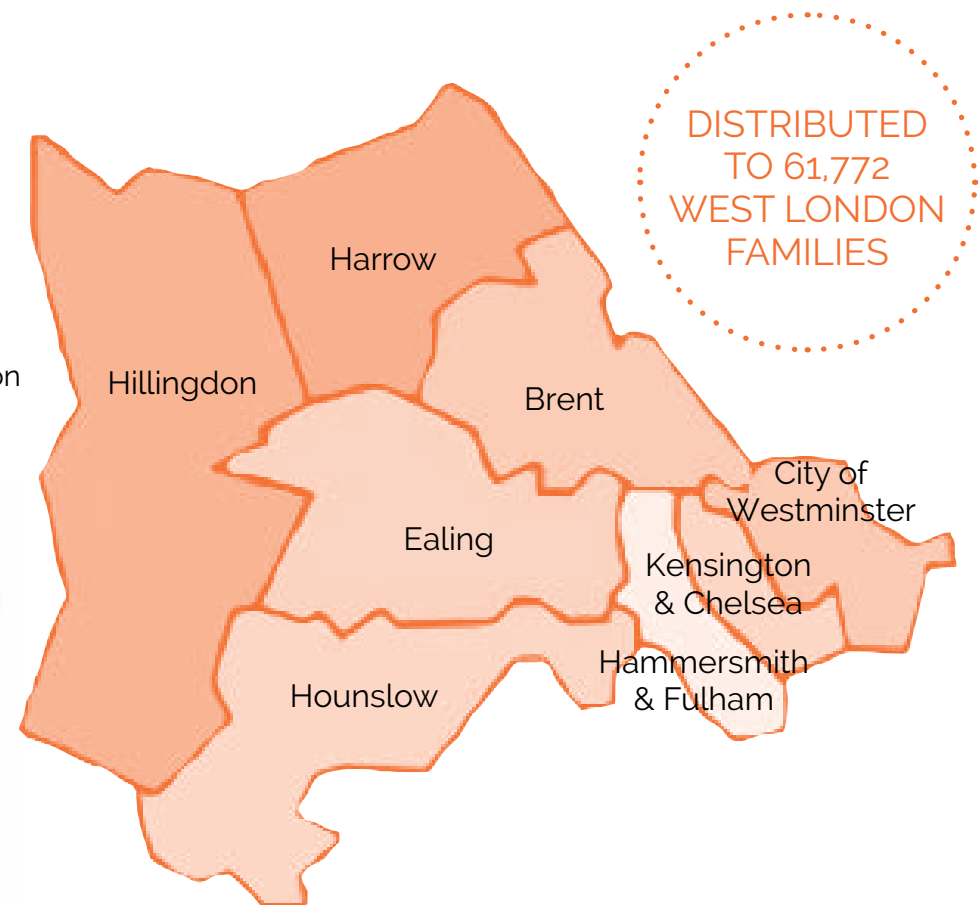 DISTRIBUTED
TO 61,772
WEST LONDON
FAMILIES
Harrow
on
Hillingdon
Brent
City of
Westminster
Ealing
Kensington
& Chelsea
Hammersmith
& Fulham
Hounslow